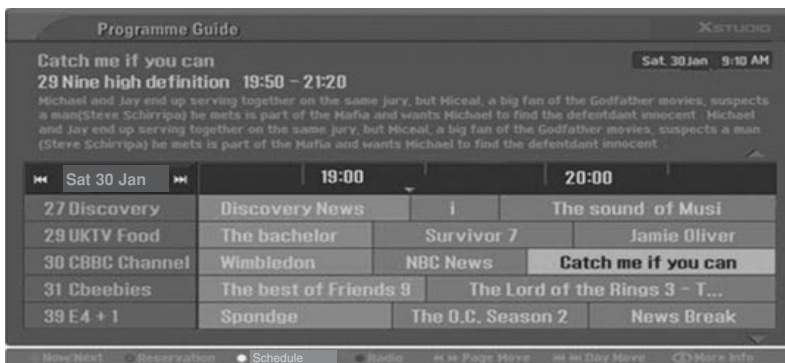 Programme Guide
XSTUDIO
Catch me if you can
Sat. 30 Jan 9:10 AM
29 Nine high definition 19:50 - 21:20
Michael and Jay end up serving together on the same jury, but Miceal, a big fan of the Godfather movies, suspects
a man(Steve Schirripa) he mets is part of the Mafia and wants Michael to find the defentdant innocent Michael
and Jay end up serving together on the same jury, but Miceal, a big fan of the Godfather movies, suspects a man
(Steve Schirripa) he mets is part of the Mafia and wants Michael to find the defentdant innocent .
Sat 30 Jan 19:00 20:00
27 Discovery Discovery News i The sound of Musi
29 UKTV Food The bachelor Survivor 7 Jamie Oliver
30 CBBC Channel Wimbledon NBC News Catch me if you can
31 Cbeebies The best of Friends 9 The Lord of the Rings 3 - T...
39 E4 + 1 Spondge The O.C. Season 2 News Break
Now/Next Reservation Schedule Radio Page Move Day Move More Info